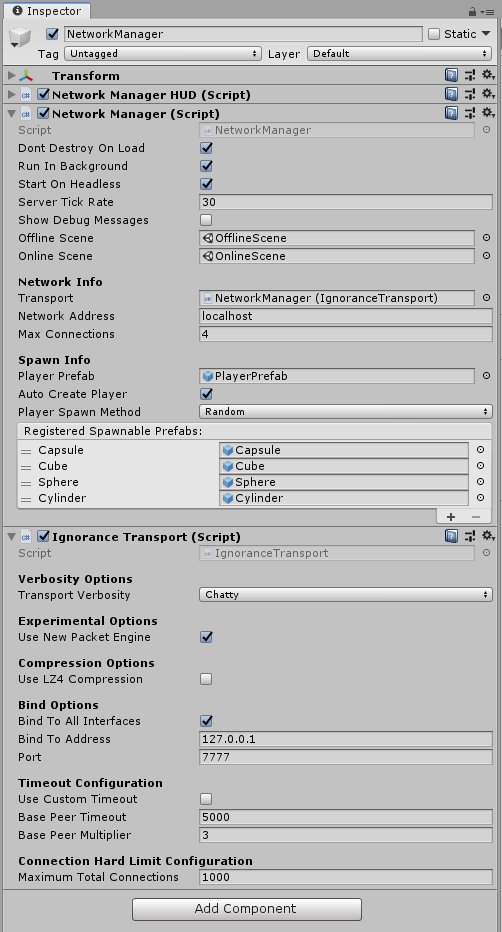 Inspector
NetworkManager Static
Tag Untagged Layer Default
Transform
Network Manager HUD (Script)
Network Manager (Script)
Script NetworkManager
Dont Destroy On Load
Run In Background
Start On Headless
Server Tick Rate 30
Show Debug Messages
Offline Scene OfflineScene
Online Scene OnlineScene
Network Info
Transport NetworkManager (IgnoranceTransport)
Network Address localhost
Max Connections 4
Spawn Info
Player Prefab PlayerPrefab
Auto Create Player
Player Spawn Method Random
Registered Spawnable Prefabs:
Capsule Capsule
Cube Cube
Sphere Sphere
Cylinder Cylinder
Ignorance Transport (Script)
Script IgnoranceTransport
Verbosity Options
Transport Verbosity Chatty
Experimental Options
Use New Packet Engine
Compression Options
Use LZ4 Compression
Bind Options
Bind To All Interfaces
Bind To Address 127.0.0.1
Port 7777
Timeout Configuration
Use Custom Timeout
Base Peer Timeout 5000
Base Peer Multiplier 3
Connection Hard Limit Configuration
Maximum Total Connections 1000
Add Component